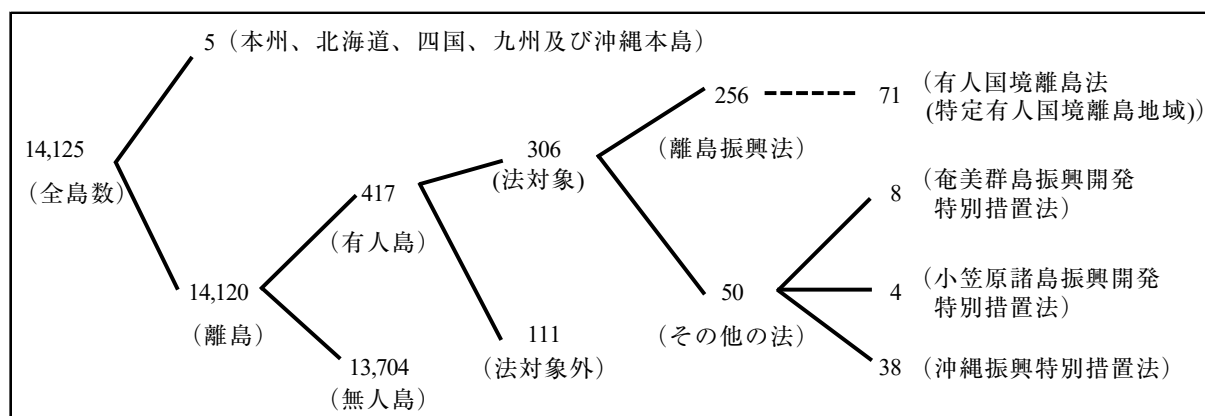 5（本州、北海道、四国、九州及び沖縄本島）
14,125
（全島数）
14,120
（離島）
417
（有人島）
13,704
（無人島）
306
(法対象)
111
（法対象外）
256
（離島振興法）
50
（その他の法）
71 （有人国境離島法
(特定有人国境離島地域)）
8 （奄美群島振興開発
特別措置法）
4 （小笠原諸島振興開発
特別措置法）
38 （沖縄振興特別措置法）